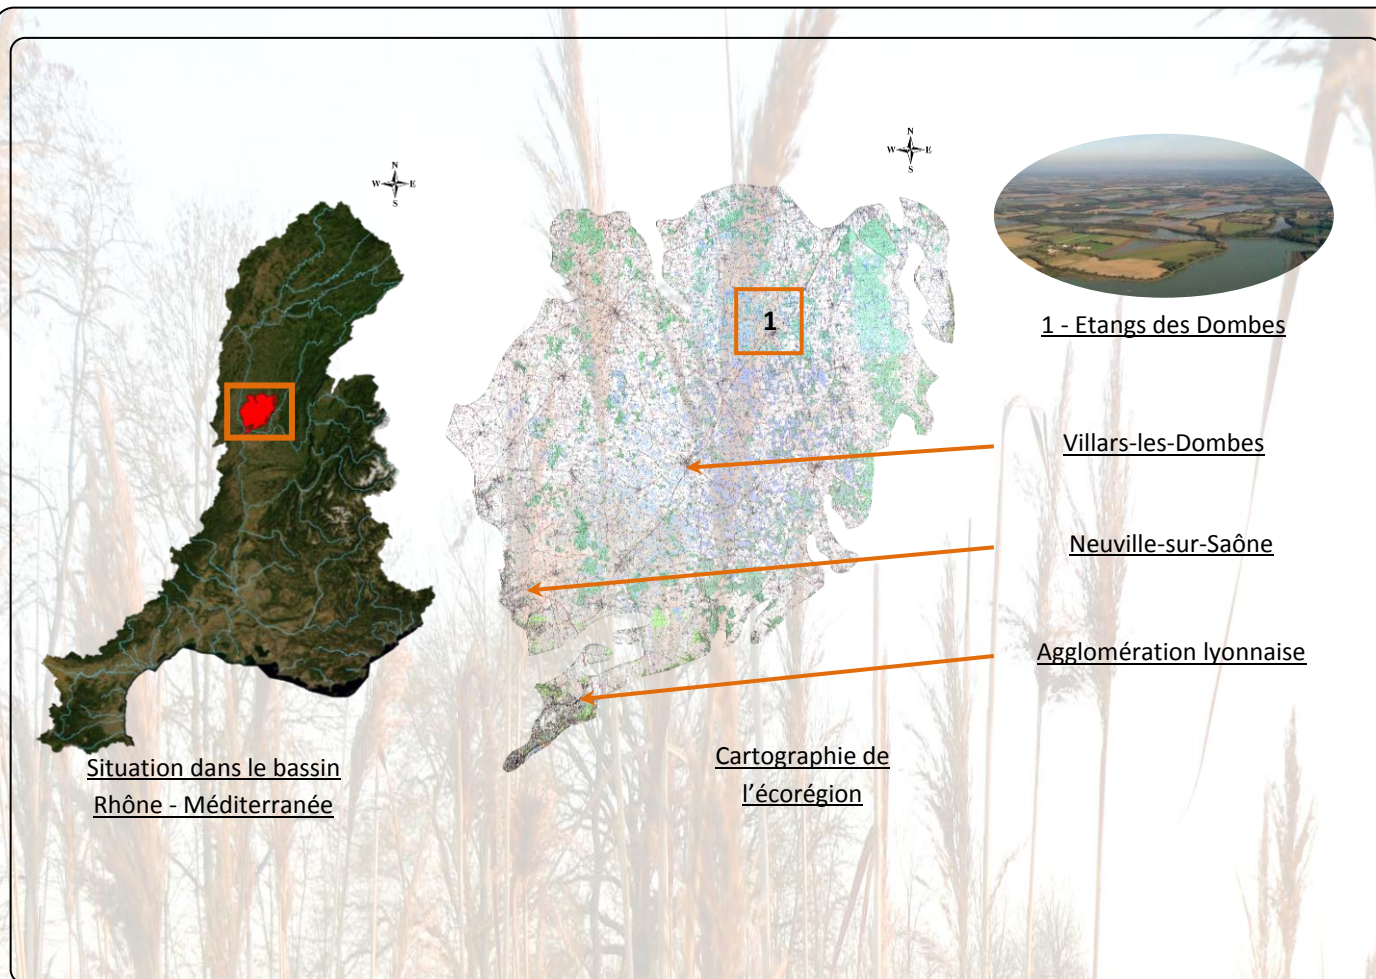 N
W E
S
N
W E
S
1
1 - Etangs des Dombes
Villars-les-Dombes
Neuville-sur-Saône
Agglomération lyonnaise
Situation dans le bassin
Rhône - Méditerranée
Cartographie de
l'écorégion